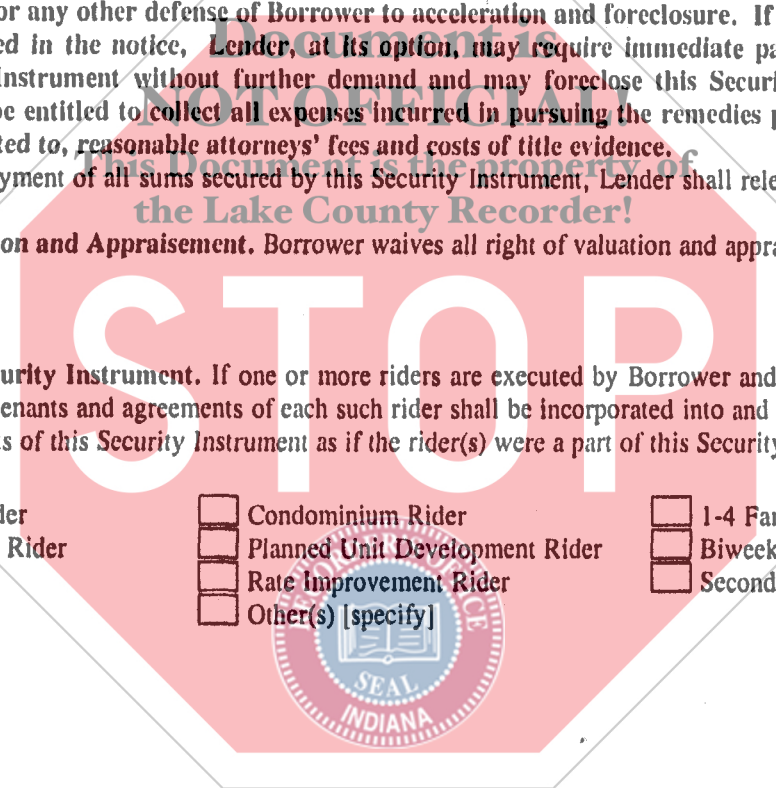 or any other defense of Borrower to acceleration and foreclosure. If
Document is
ed in the notice, Lender, at its option, may require immediate pa
instrument without further demand and may foreclose this Securi
NOT OFFICIAL!
be entitled to collect all expenses incurred in pursuing the remedies p
ted to, reasonable attorneys' fees and costs of title evidence.
This Document is the property of
yment of all sums secured by this Security Instrument, Lender shall rele
the Lake County Recorder!
on and Appraisement. Borrower waives all right of valuation and appra
STOP
urity Instrument. If one or more riders are executed by Borrower and
enants and agreements of each such rider shall be incorporated into and
s of this Security Instrument as if the rider(s) were a part of this Security
der Condominium Rider 1-4 Fam
Rider Planned Unit Development Rider Biweek
Rate Improvement Rider Second
Other(s) [specify]
RECORDER'S OFFICE
SEAL
INDIANA